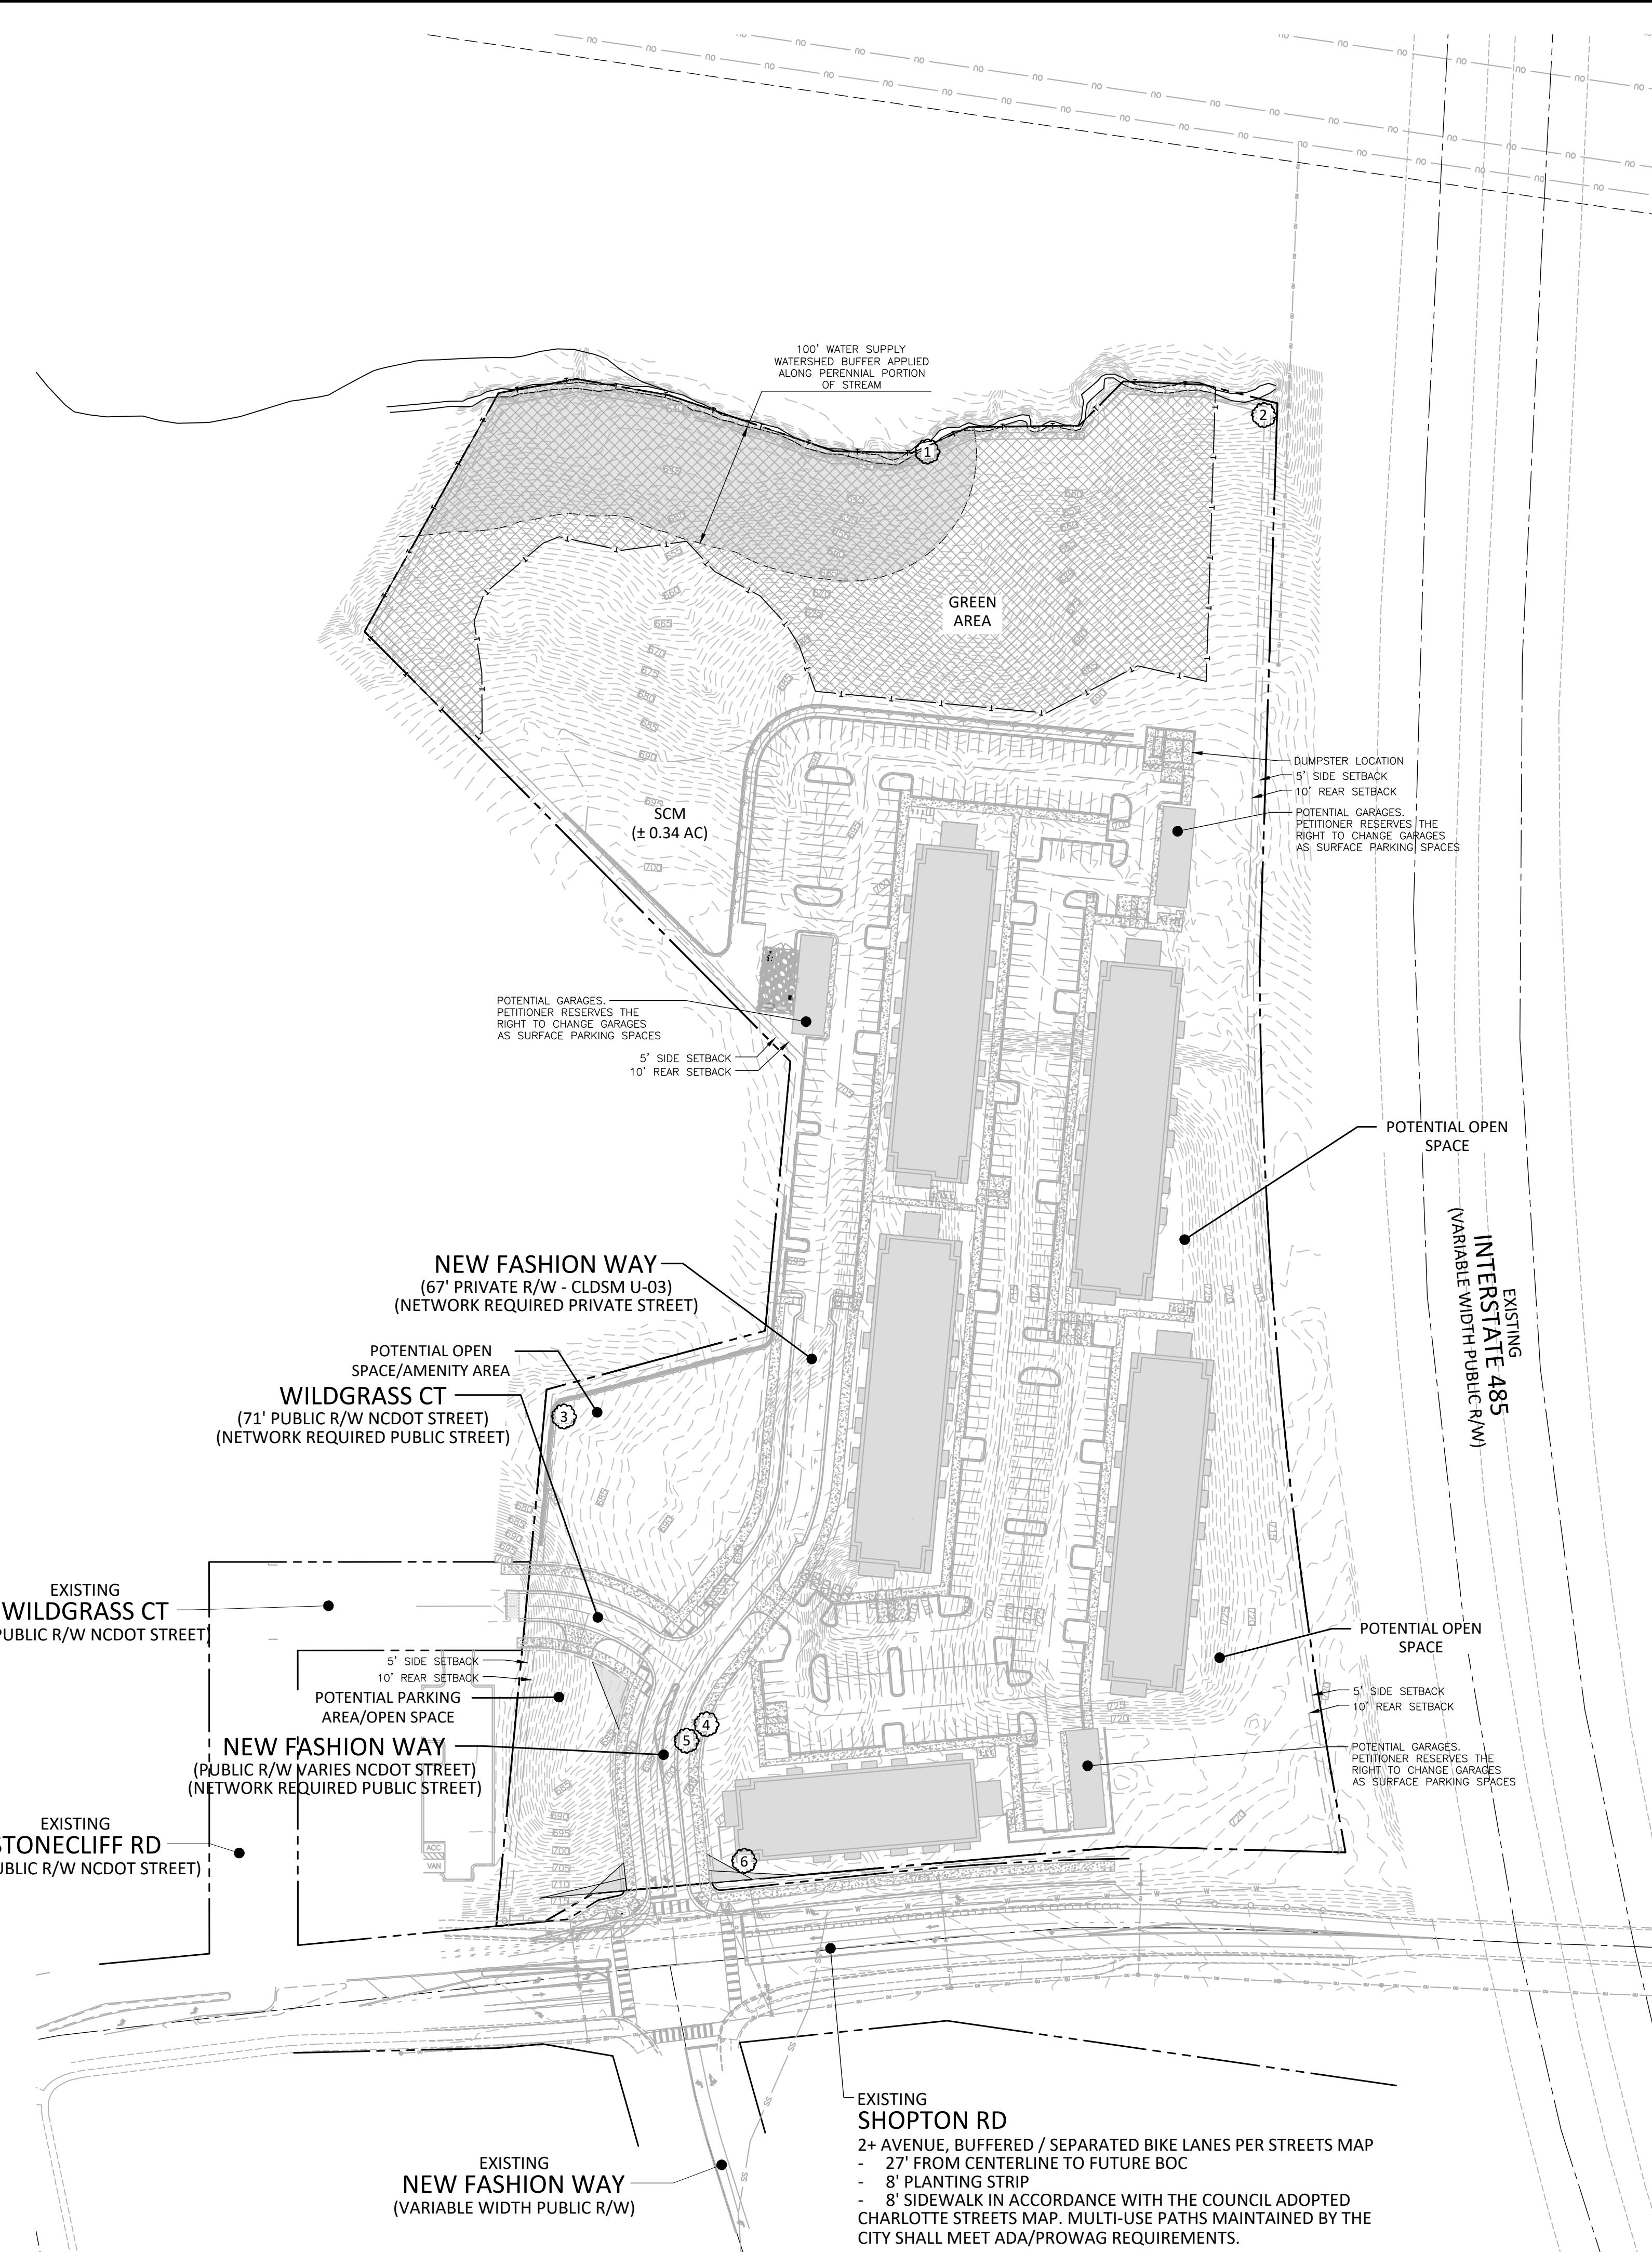 100' WATER SUPPLY
WATERSHED BUFFER APPLIED
ALONG PERENNIAL PORTION
OF STREAM
2
1
GREEN
AREA
DUMPSTER LOCATION
5' SIDE SETBACK
10' REAR SETBACK
POTENTIAL GARAGES.
PETITIONER RESERVES THE
RIGHT TO CHANGE GARAGES
AS SURFACE PARKING SPACES
SCM
(± 0.34 AC)
POTENTIAL GARAGES.
PETITIONER RESERVES THE
RIGHT TO CHANGE GARAGES
AS SURFACE PARKING SPACES
5' SIDE SETBACK
10' REAR SETBACK
POTENTIAL OPEN
SPACE
EXISTING
INTERSTATE 485
(VARIABLE WIDTH PUBLIC R/W)
NEW FASHION WAY
(67' PRIVATE R/W - CLDSM U-03)
(NETWORK REQUIRED PRIVATE STREET)
POTENTIAL OPEN
SPACE/AMENITY AREA
WILDGRASS CT
(71' PUBLIC R/W NCDOT STREET)
(NETWORK REQUIRED PUBLIC STREET)
3
EXISTING
WILDGRASS CT
PUBLIC R/W NCDOT STREET)
5' SIDE SETBACK
10' REAR SETBACK
POTENTIAL PARKING
AREA/OPEN SPACE
NEW FASHION WAY
(PUBLIC R/W VARIES NCDOT STREET)
(NETWORK REQUIRED PUBLIC STREET)
4
5
POTENTIAL OPEN
SPACE
5' SIDE SETBACK
10' REAR SETBACK
POTENTIAL GARAGES.
PETITIONER RESERVES THE
RIGHT TO CHANGE GARAGES
AS SURFACE PARKING SPACES
EXISTING
STONECLIFF RD
PUBLIC R/W NCDOT STREET)
ACC
VAN
6
EXISTING
SHOPTON RD
2+ AVENUE, BUFFERED / SEPARATED BIKE LANES PER STREETS MAP
- 27' FROM CENTERLINE TO FUTURE BOC
- 8' PLANTING STRIP
- 8' SIDEWALK IN ACCORDANCE WITH THE COUNCIL ADOPTED
CHARLOTTE STREETS MAP. MULTI-USE PATHS MAINTAINED BY THE
CITY SHALL MEET ADA/PROWAG REQUIREMENTS.
EXISTING
NEW FASHION WAY
(VARIABLE WIDTH PUBLIC R/W)